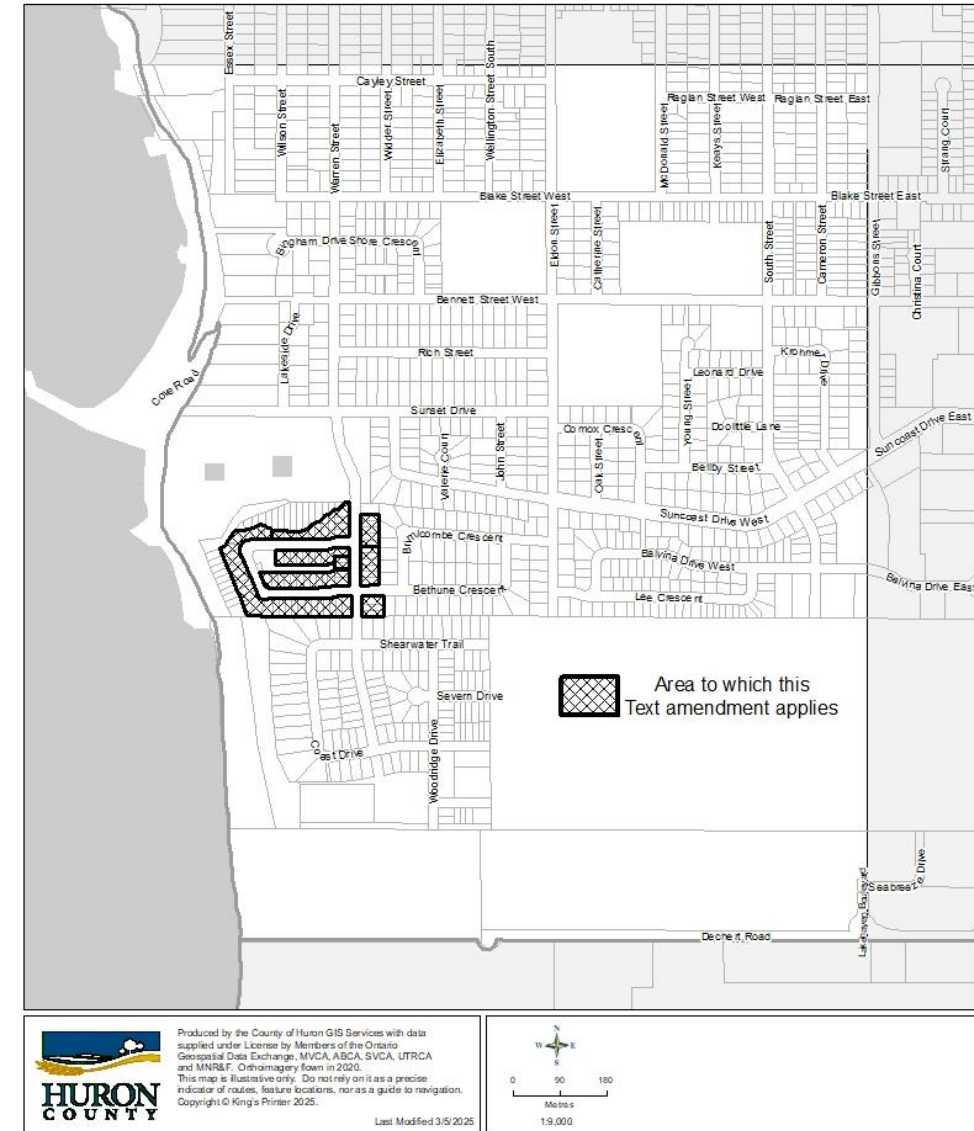 Essex Street
Cayley Street
Wilson Street
Warren Street
Widder Street
Elizabeth Street
Wellington Street South
McDonald Street
Raglan Street West
Keays Street
Raglan Street East
Strang Court
Blake Street West
Blake Street East
Bingham Drive
Shore Crescent
Eldon Street
Catherine Street
South Street
Cameron Street
Gibbons Street
Christina Court
Bennett Street West
Lakeside Drive
Rich Street
Krohmer Drive
Leonard Drive
Cove Road
Sunset Drive
Young Street
Doolittle Lane
Suncoast Drive East
Valerie Court
John Street
Comox Crescent
Oak Street
Bellby Street
Suncoast Drive West
Brimicombe Crescent
Balvina Drive West
Bethune Crescent
Lee Crescent
Balvina Drive East
Shearwater Trail
Area to which this
Text amendment applies
Severn Drive
Coast Drive
Woodridge Drive
Seabreeze Drive
Dechert Road
HURON
COUNTY
Produced by the County of Huron GIS Services with data
supplied under License by Members of the Ontario
Geospatial Data Exchange, MVCA, ABCA, SVCA, UTRCA
and MNR&F. Orthoimagery flown in 2020.
This map is illustrative only. Do not rely on it as a precise
indicator of routes, feature locations, nor as a guide to navigation.
Copyright © King's Printer 2025.
Last Modified 3/5/2025
N
W E
S
0 90 180
Metres
1:9,000